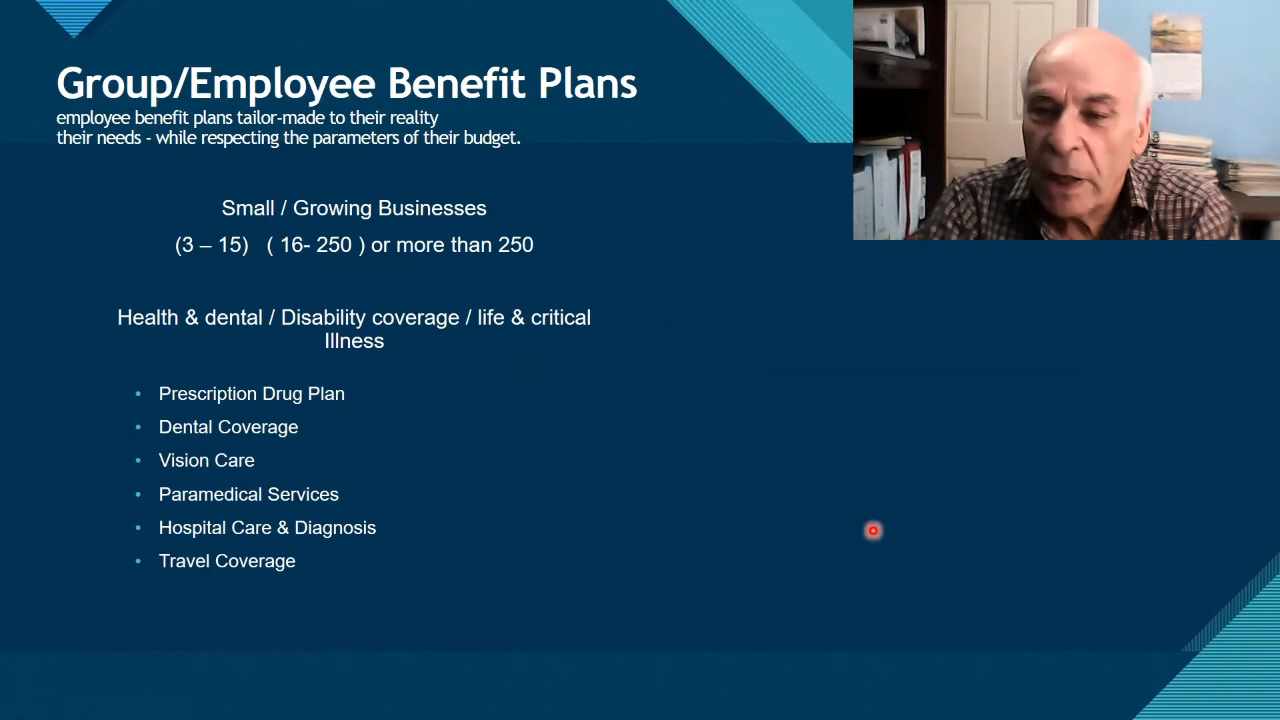 Group/Employee Benefit Plans
employee benefit plans tailor-made to their reality
their needs - while respecting the parameters of their budget.
Small / Growing Businesses
(3 – 15) ( 16- 250 ) or more than 250
Health & dental / Disability coverage / life & critical
Illness
• Prescription Drug Plan
• Dental Coverage
• Vision Care
• Paramedical Services
• Hospital Care & Diagnosis
• Travel Coverage